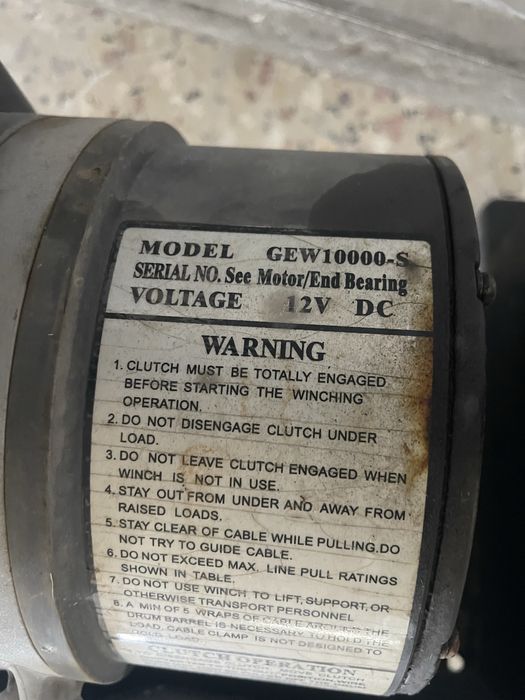 MODEL GEW10000-S
SERIAL NO. See Motor/End Bearing
VOLTAGE 12V DC
WARNING
1. CLUTCH MUST BE TOTALLY ENGAGED
BEFORE STARTING THE WINCHING
OPERATION.
2. DO NOT DISENGAGE CLUTCH UNDER
LOAD.
3. DO NOT LEAVE CLUTCH ENGAGED WHEN
WINCH IS NOT IN USE.
4. STAY OUT FROM UNDER AND AWAY FROM
RAISED LOADS.
5. STAY CLEAR OF CABLE WHILE PULLING.DO
NOT TRY TO GUIDE CABLE.
6. DO NOT EXCEED MAX. LINE PULL RATINGS
SHOWN IN TABLE.
7. DO NOT USE WINCH TO LIFT, SUPPORT, OR
OTHERWISE TRANSPORT PERSONNEL
8. A MIN OF 5 WRAPS OF CABLE AROUND THE
DRUM BARREL IS NECESSARY TO HOLD THE
LOAD, CABLE CLAMP IS NOT DESIGNED TO
HOLD LOAD
CLUTCH OPERATION